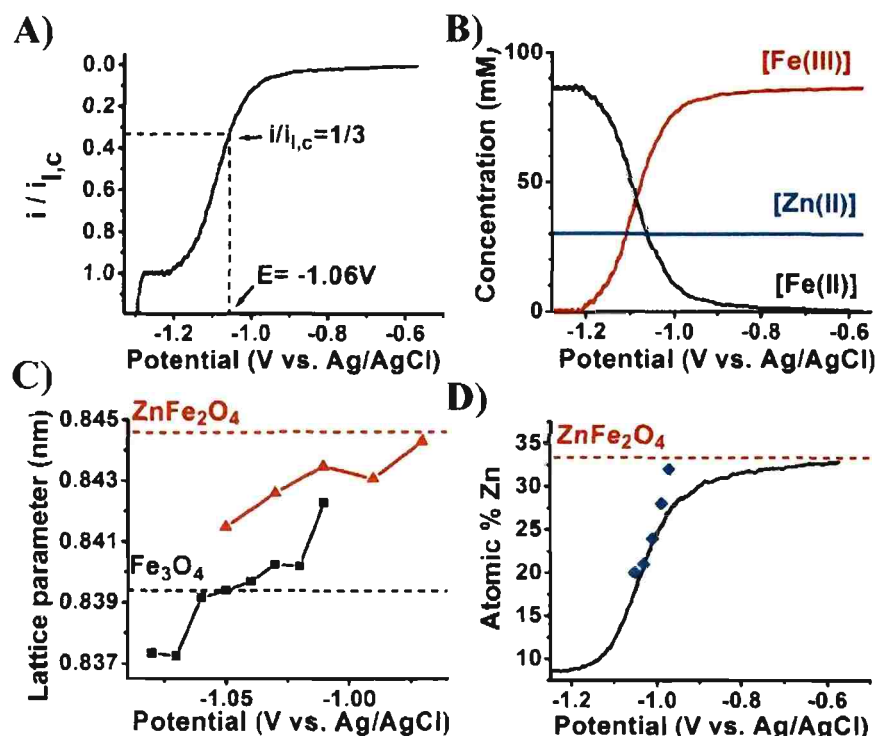 A)
0.0
0.2
0.4
0.6
0.8
1.0
i / i_l,c
i/i_l,c=1/3
E= -1.06V
-1.2
-1.0
-0.8
-0.6
Potential (V vs. Ag/AgCl)
B)
100
50
0
Concentration (mM)
[Fe(III)]
[Zn(II)]
[Fe(II)]
-1.2
-1.0
-0.8
-0.6
Potential (V vs. Ag/AgCl)
C)
0.845
0.843
0.841
0.839
0.837
Lattice parameter (nm)
ZnFe₂O₄
Fe₃O₄
-1.05
-1.00
Potential (V vs. Ag/AgCl)
D)
35
30
25
20
15
10
Atomic % Zn
ZnFe₂O₄
-1.2
-1.0
-0.8
-0.6
Potential (V vs. Ag/AgCl)